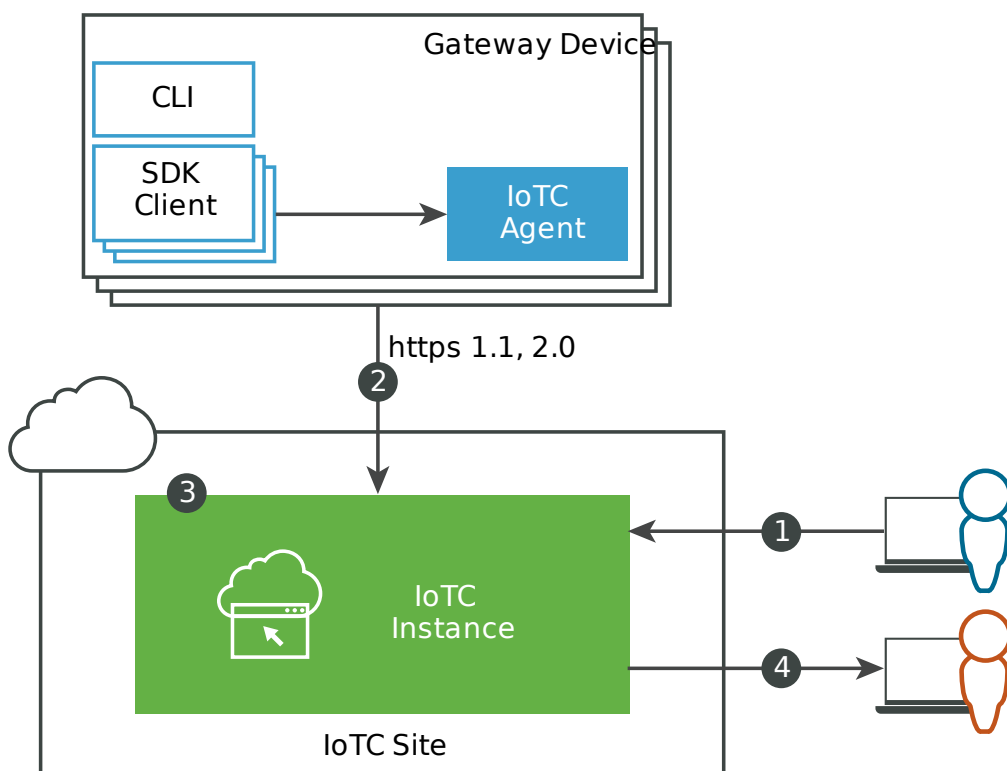 Gateway Device
CLI
SDK
Client
IoTC
Agent
https 1.1, 2.0
2
3
1
IoTC
Instance
4
IoTC Site